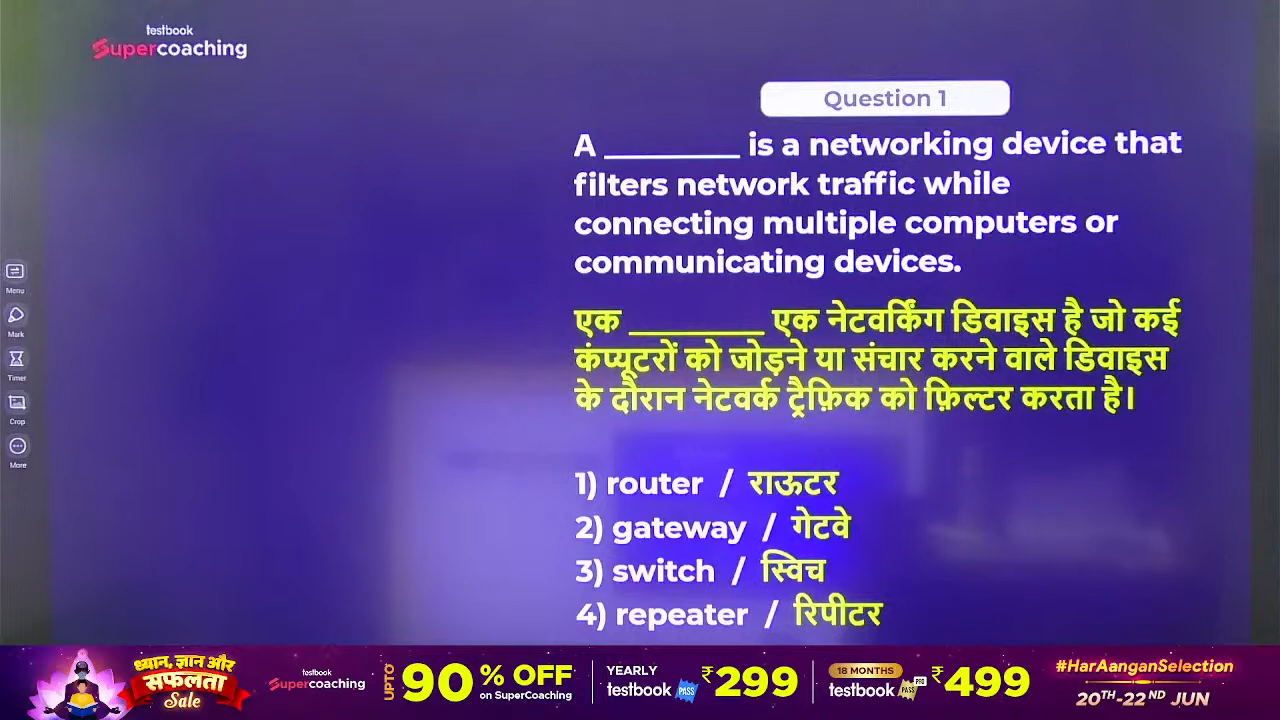 testbook
Supercoaching
Question 1
A ________ is a networking device that
filters network traffic while
connecting multiple computers or
communicating devices.
एक ________ एक नेटवर्किंग डिवाइस है जो कई
कंप्यूटरों को जोड़ने या संचार करने वाले डिवाइस
के दौरान नेटवर्क ट्रैफ़िक को फ़िल्टर करता है।
1) router / राऊटर
2) gateway / गेटवे
3) switch / स्विच
4) repeater / रिपीटर
Menu
Mark
Timer
Crop
More
ध्यान, ज्ञान और
सफलता
Sale
testbook
Supercoaching
UPTO 90% OFF
on SuperCoaching
YEARLY
testbook PASS
₹299
18 MONTHS
testbook PASS PRO
₹499
#HarAanganSelection
20TH-22ND JUN